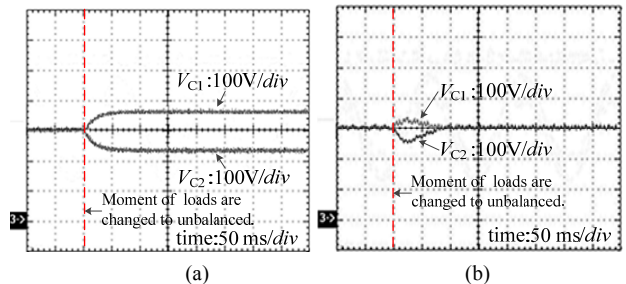 V_C1:100V/div
V_C2:100V/div
Moment of loads are
changed to unbalanced.
3->
time:50 ms/div
(a)
V_C1:100V/div
V_C2:100V/div
Moment of loads are
changed to unbalanced.
3->
time:50 ms/div
(b)